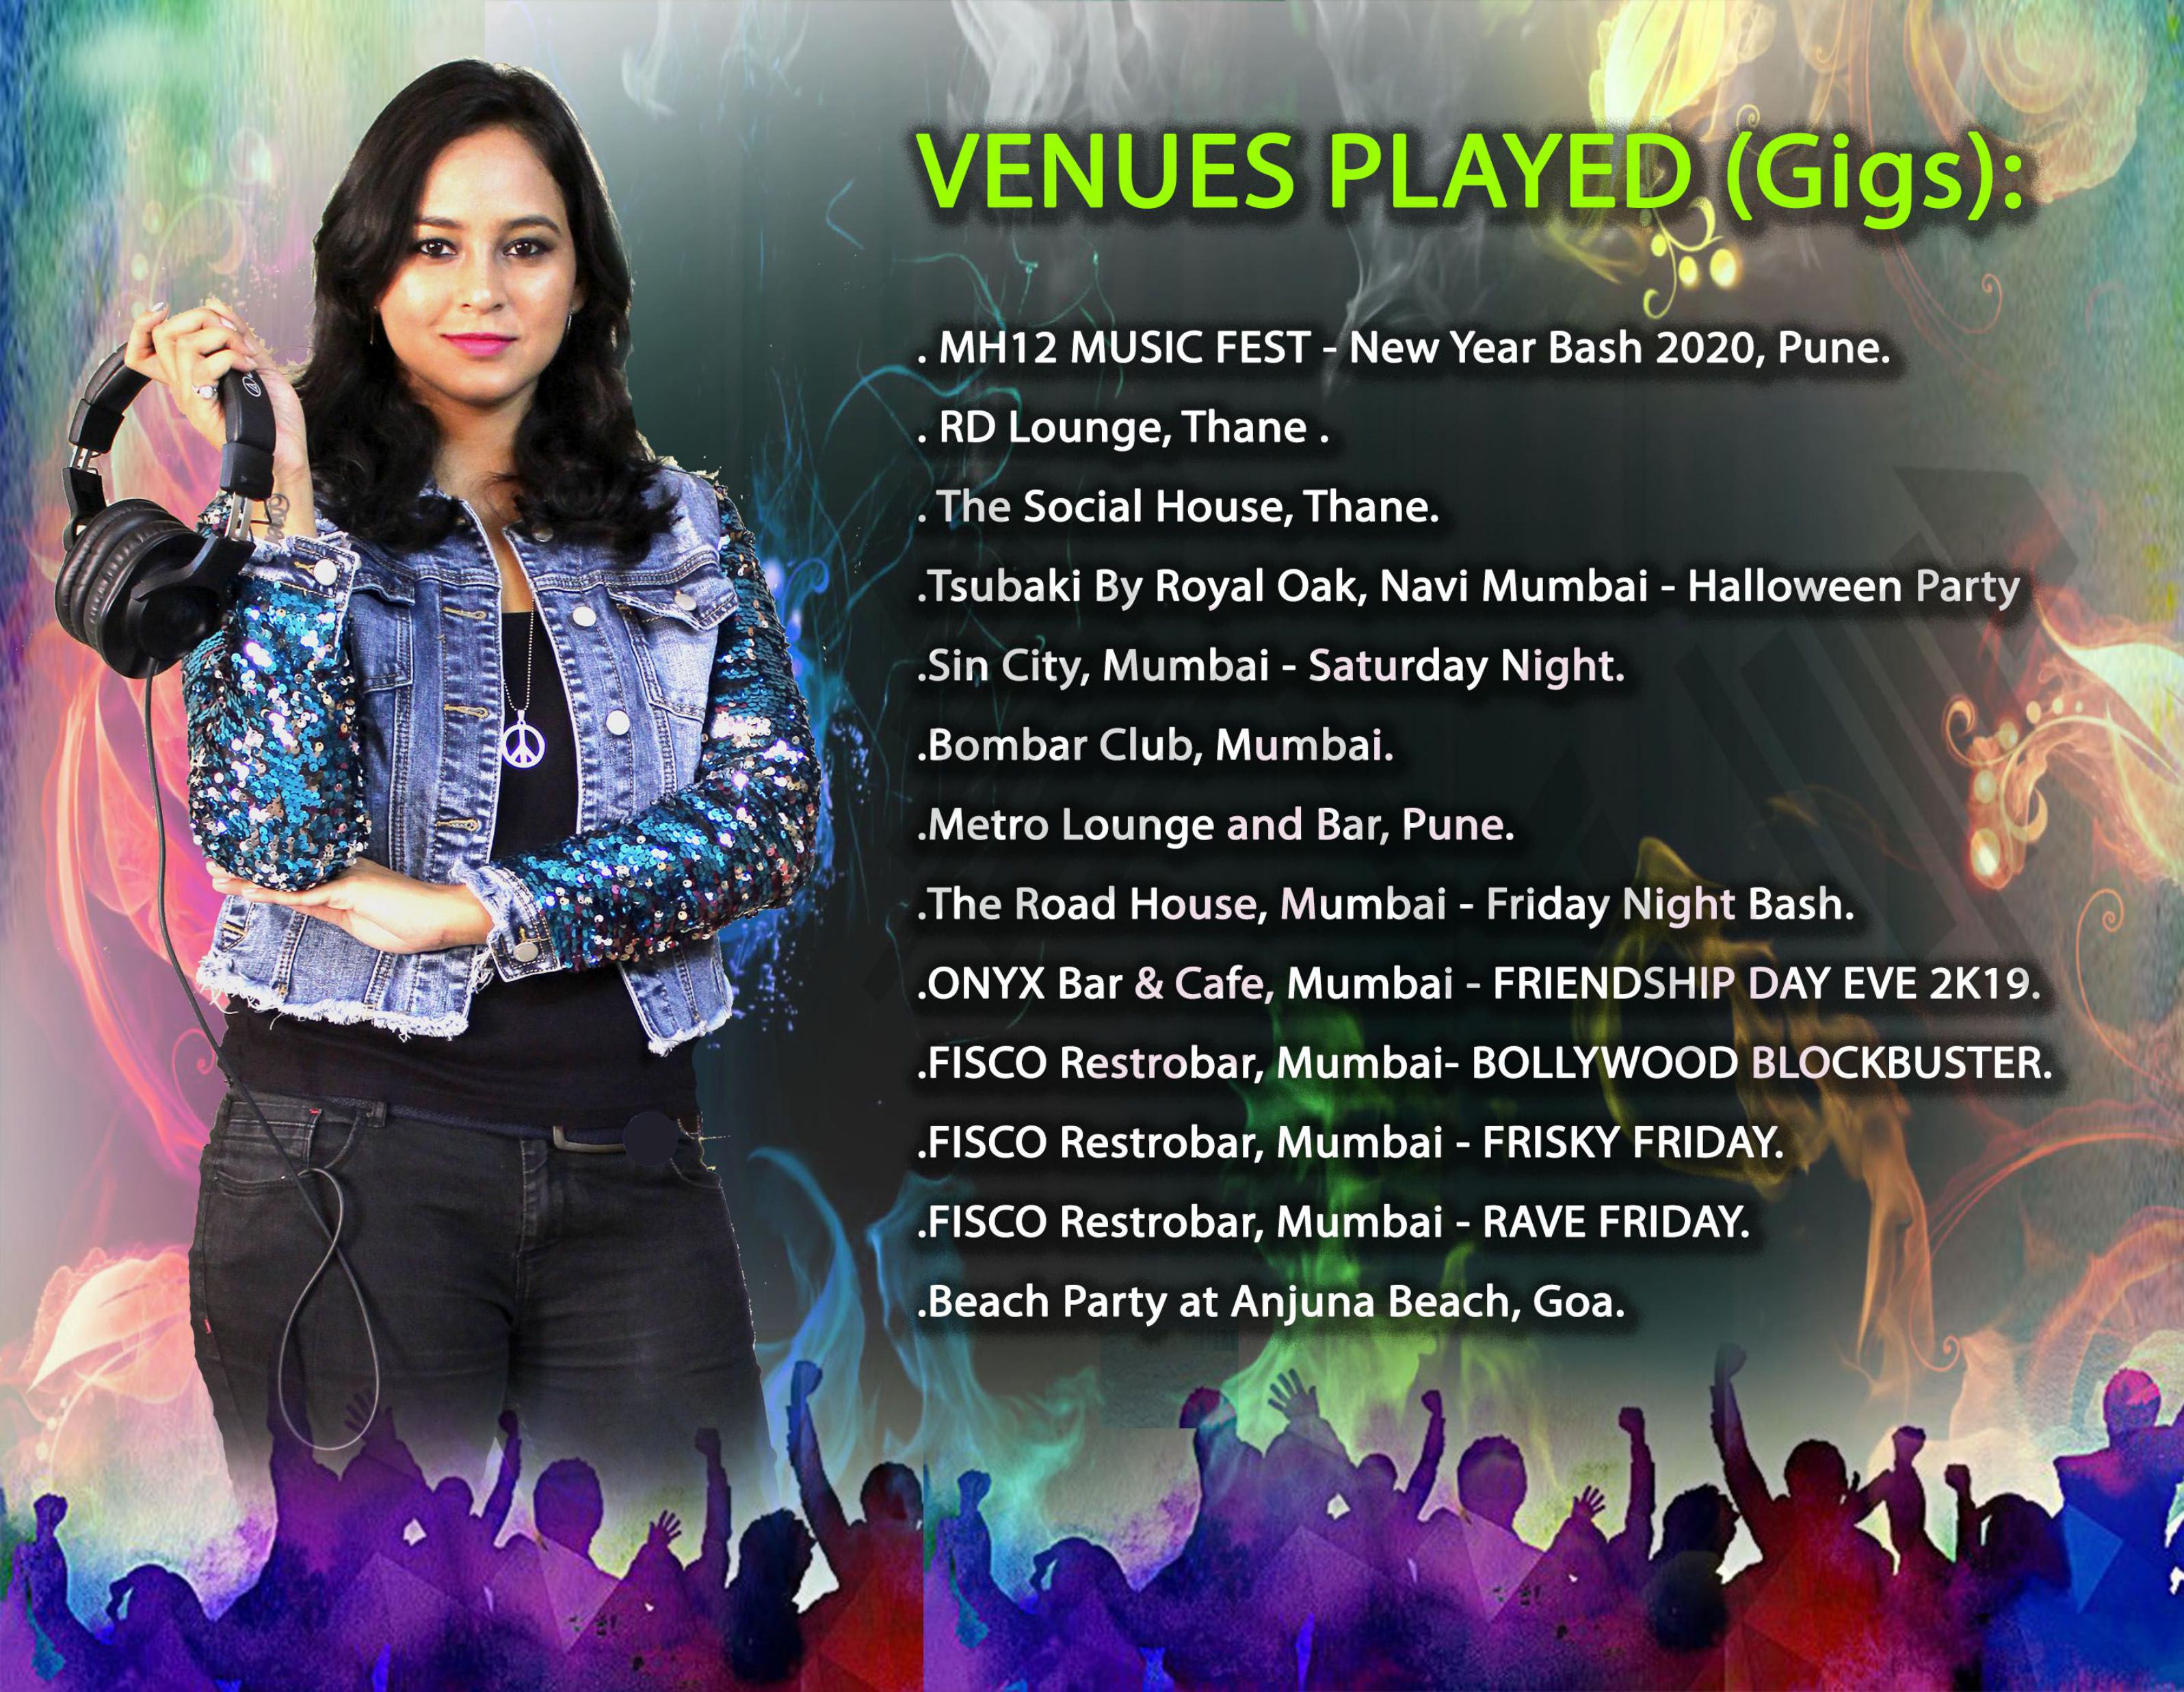 VENUES PLAYED (Gigs):
. MH12 MUSIC FEST - New Year Bash 2020, Pune.
. RD Lounge, Thane .
. The Social House, Thane.
.Tsubaki By Royal Oak, Navi Mumbai - Halloween Party
.Sin City, Mumbai - Saturday Night.
.Bombar Club, Mumbai.
.Metro Lounge and Bar, Pune.
.The Road House, Mumbai - Friday Night Bash.
.ONYX Bar & Cafe, Mumbai - FRIENDSHIP DAY EVE 2K19.
.FISCO Restrobar, Mumbai- BOLLYWOOD BLOCKBUSTER.
.FISCO Restrobar, Mumbai - FRISKY FRIDAY.
.FISCO Restrobar, Mumbai - RAVE FRIDAY.
.Beach Party at Anjuna Beach, Goa.